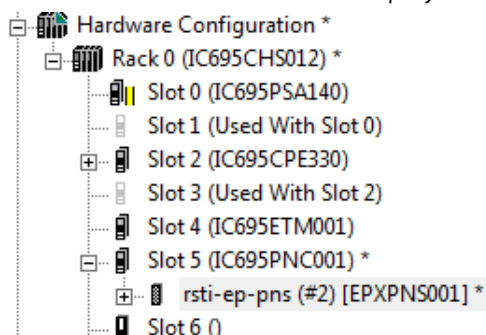 Hardware Configuration *
Rack 0 (IC695CHS012) *
Slot 0 (IC695PSA140)
Slot 1 (Used With Slot 0)
Slot 2 (IC695CPE330)
Slot 3 (Used With Slot 2)
Slot 4 (IC695ETM001)
Slot 5 (IC695PNC001) *
rsti-ep-pns (#2) [EPXPNS001] *
Slot 6 ()